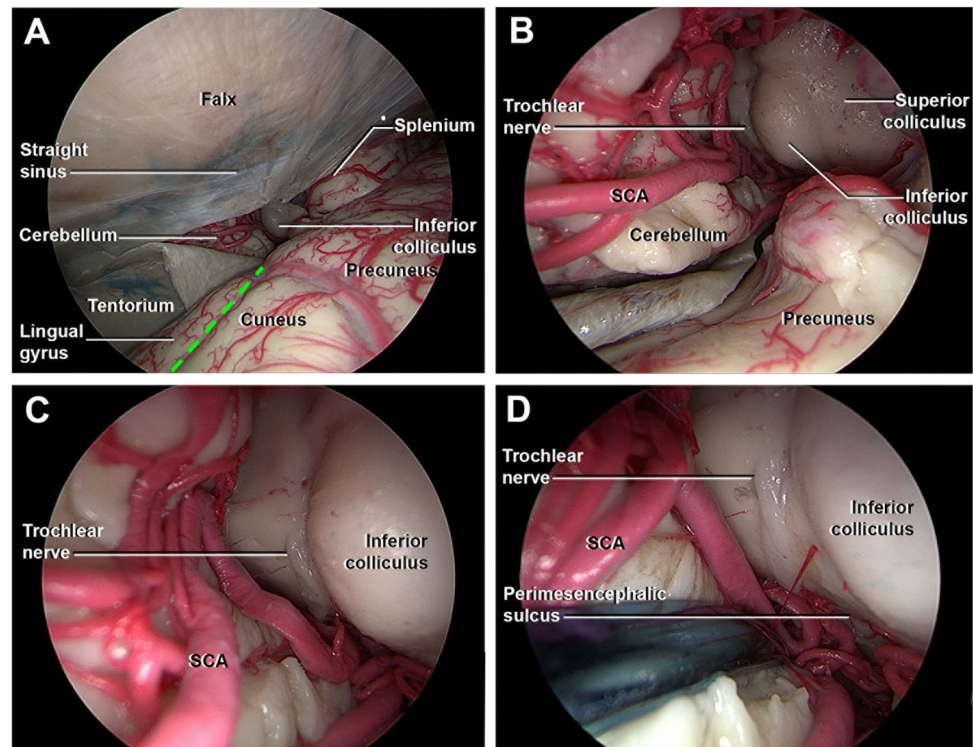 A
Falx
Splenium
Straight
sinus
Cerebellum
Inferior
colliculus
Precuneus
Tentorium
Cuneus
Lingual
gyrus
B
Trochlear
nerve
Superior
colliculus
SCA
Inferior
colliculus
Cerebellum
Precuneus
C
Trochlear
nerve
Inferior
colliculus
SCA
D
Trochlear
nerve
Inferior
colliculus
SCA
Perimesencephalic
sulcus